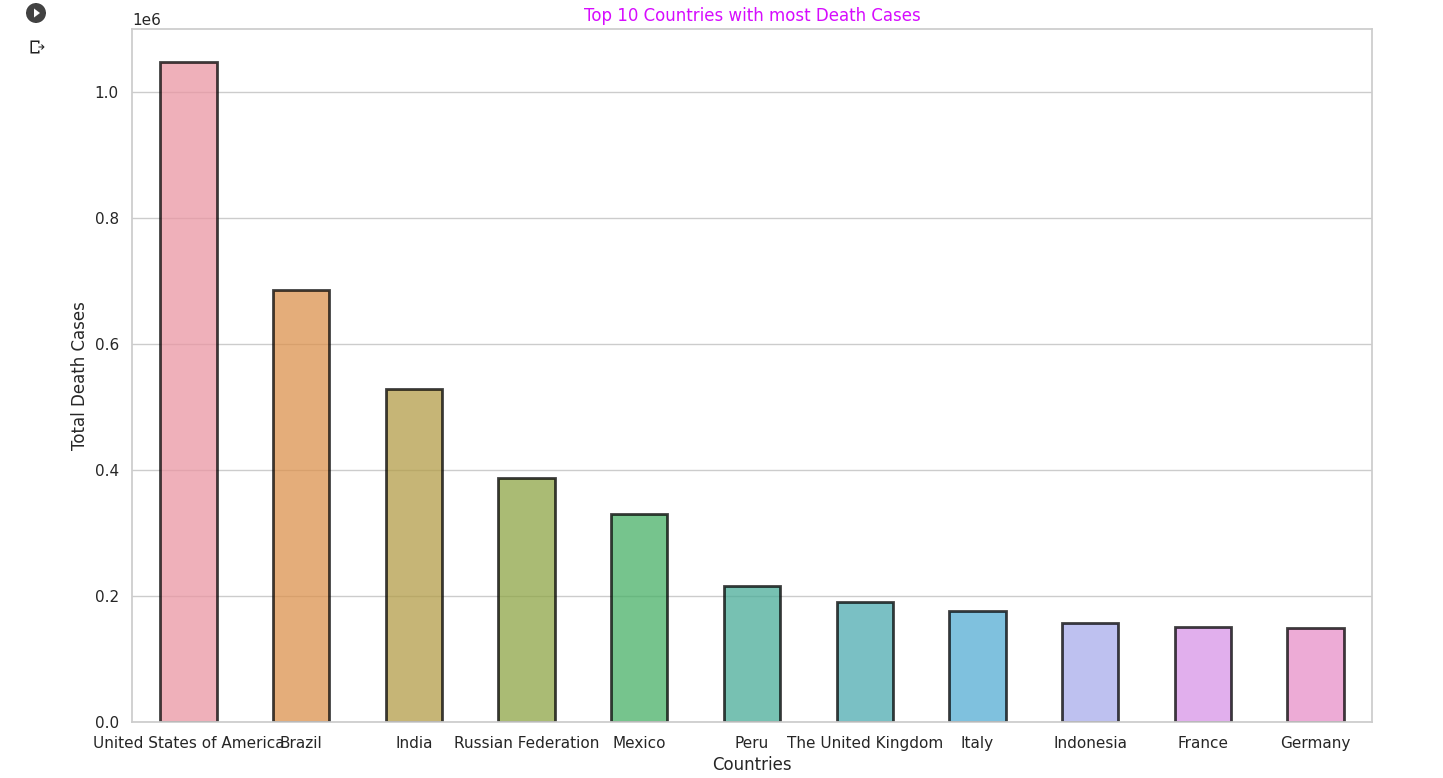 Top 10 Countries with most Death Cases
1e6
1.0
0.8
0.6
0.4
0.2
0.0
Total Death Cases
United States of America Brazil India Russian Federation Mexico Peru The United Kingdom Italy Indonesia France Germany
Countries